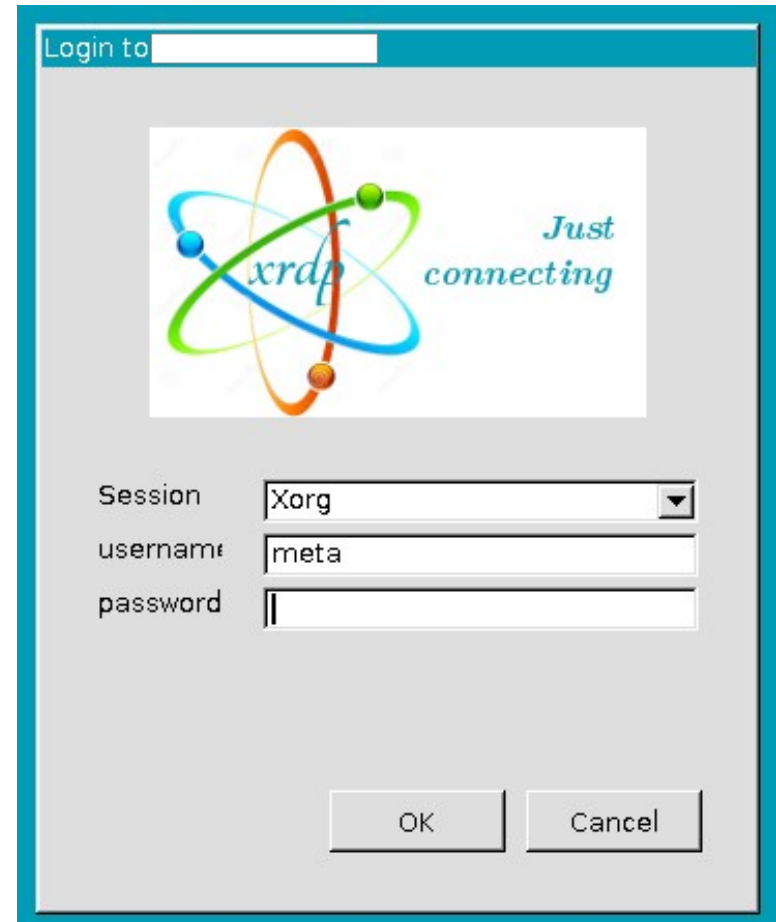 Login to
xrdp
Just
connecting
Session
Xorg
username
meta
password
OK
Cancel